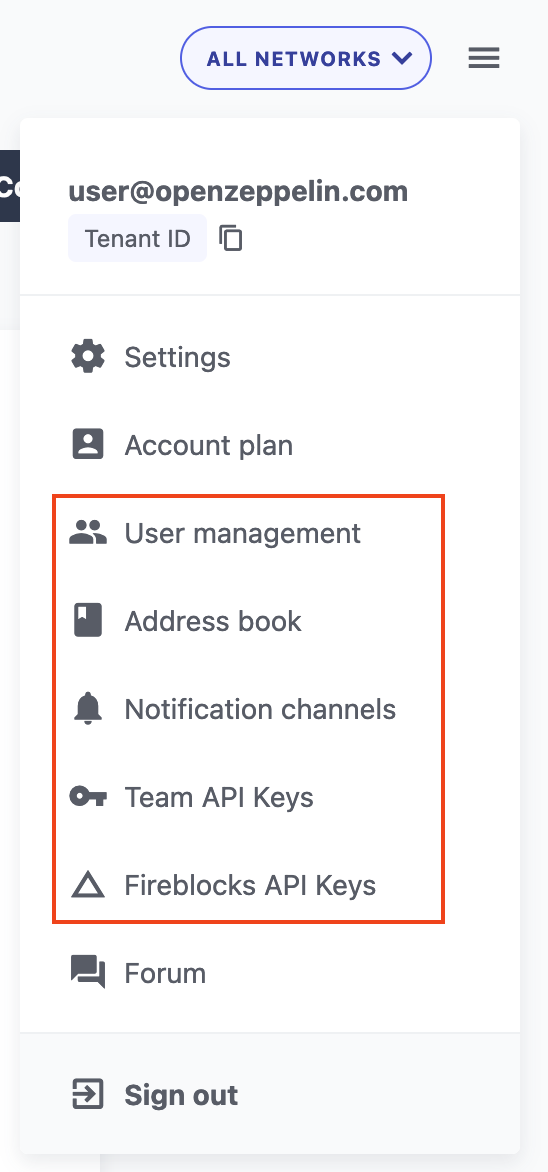 ALL NETWORKS
Co
user@openzeppelin.com
Tenant ID
Settings
Account plan
User management
Address book
Notification channels
Team API Keys
Fireblocks API Keys
Forum
Sign out